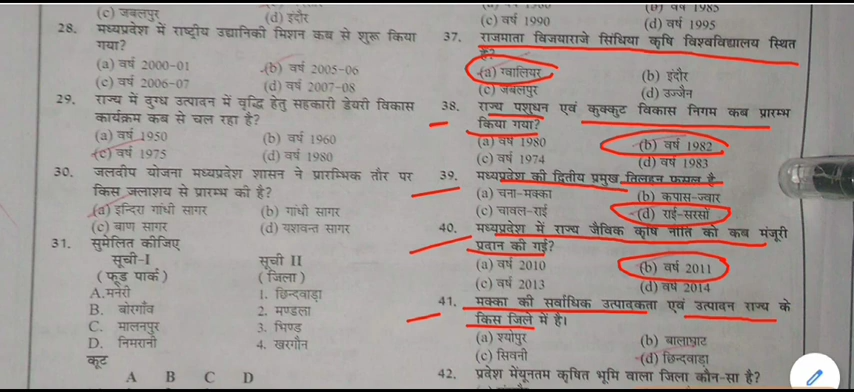 (c) जबलपुर
(d) इंदौर
28. मध्यप्रदेश में राष्ट्रीय उद्यानिकी मिशन कब से शुरू किया
गया?
(a) वर्ष 2000-01
(b) वर्ष 2005-06
(c) वर्ष 2006-07
(d) वर्ष 2007-08
29. राज्य में दुग्ध उत्पादन में वृद्धि हेतु सहकारी डेयरी विकास
कार्यक्रम कब से चल रहा है?
(a) वर्ष 1950
(b) वर्ष 1960
(c) वर्ष 1975
(d) वर्ष 1980
30. जलदीप योजना मध्यप्रदेश शासन ने प्रारम्भिक तौर पर
किस जलाशय से प्रारम्भ की है?
(a) इन्दिरा गांधी सागर
(b) गांधी सागर
(c) बाण सागर
(d) यशवन्त सागर
31. सुमेलित कीजिए
सूची-I
सूची II
(फूड पार्क)
(जिला)
A. मनेरी
1. छिन्दवाड़ा
B. बोरगाँव
2. मण्डला
C. मालनपुर
3. भिण्ड
D. निमरानी
4. खरगौन
कूट
A B C D
(d) वर्ष 1985
(c) वर्ष 1990
(d) वर्ष 1995
37. राजमाता विजयाराजे सिंधिया कृषि विश्वविद्यालय स्थित
है?
(a) ग्वालियर
(b) इंदौर
(c) जबलपुर
(d) उज्जैन
38. राज्य पशुधन एवं कुक्कुट विकास निगम कब प्रारम्भ
किया गया?
(a) वर्ष 1980
(b) वर्ष 1982
(c) वर्ष 1974
(d) वर्ष 1983
39. मध्यप्रदेश की द्वितीय प्रमुख तिलहन फसल है
(a) चना-मक्का
(b) कपास-ज्वार
(c) चावल-राई
(d) राई-सरसों
40. मध्यप्रदेश में राज्य जैविक कृषि नीति को कब मंजूरी
प्रदान की गई?
(a) वर्ष 2010
(b) वर्ष 2011
(c) वर्ष 2013
(d) वर्ष 2014
41. मक्का की सर्वाधिक उत्पादकता एवं उत्पादन राज्य के
किस जिले में है।
(a) श्योपुर
(b) बालाघाट
(c) सिवनी
(d) छिन्दवाड़ा
42. प्रदेश मेंयूनतम कृषित भूमि वाला जिला कौन-सा है?